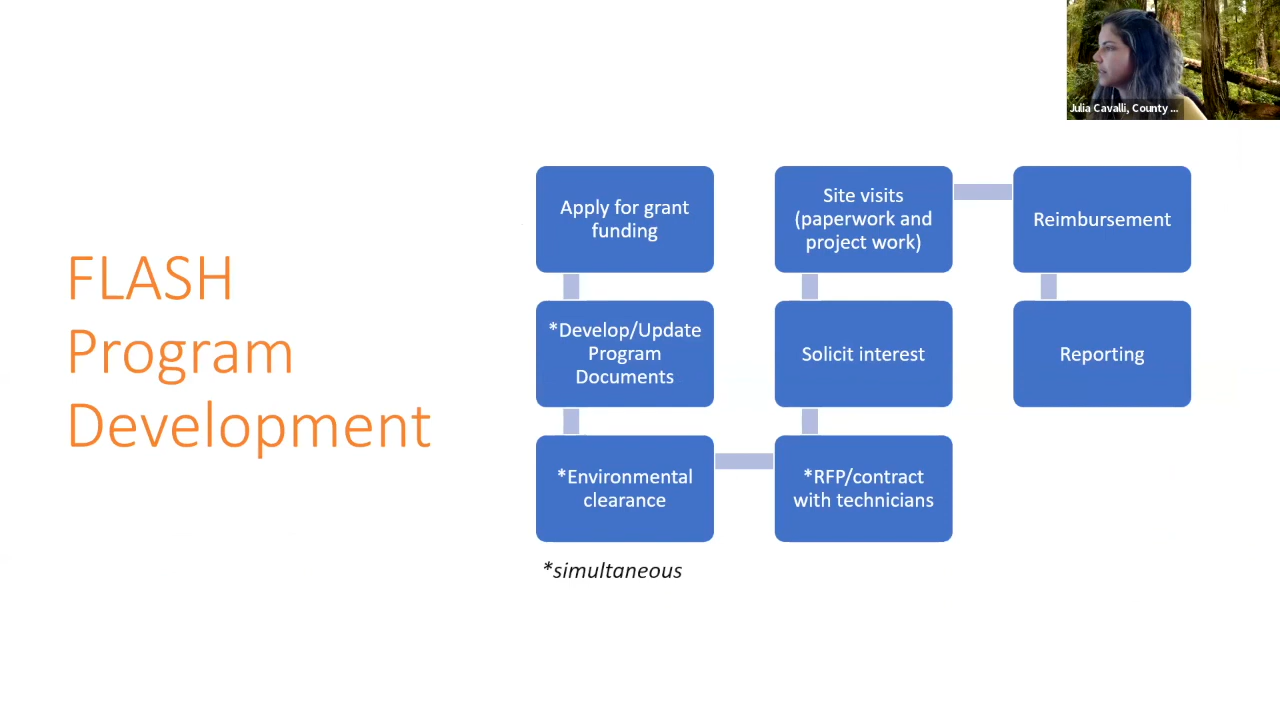 Julia Cavalli, County ...
FLASH
Program
Development
Apply for grant
funding
*Develop/Update
Program
Documents
*Environmental
clearance
*RFP/contract
with technicians
Solicit interest
Site visits
(paperwork and
project work)
Reimbursement
Reporting
*simultaneous